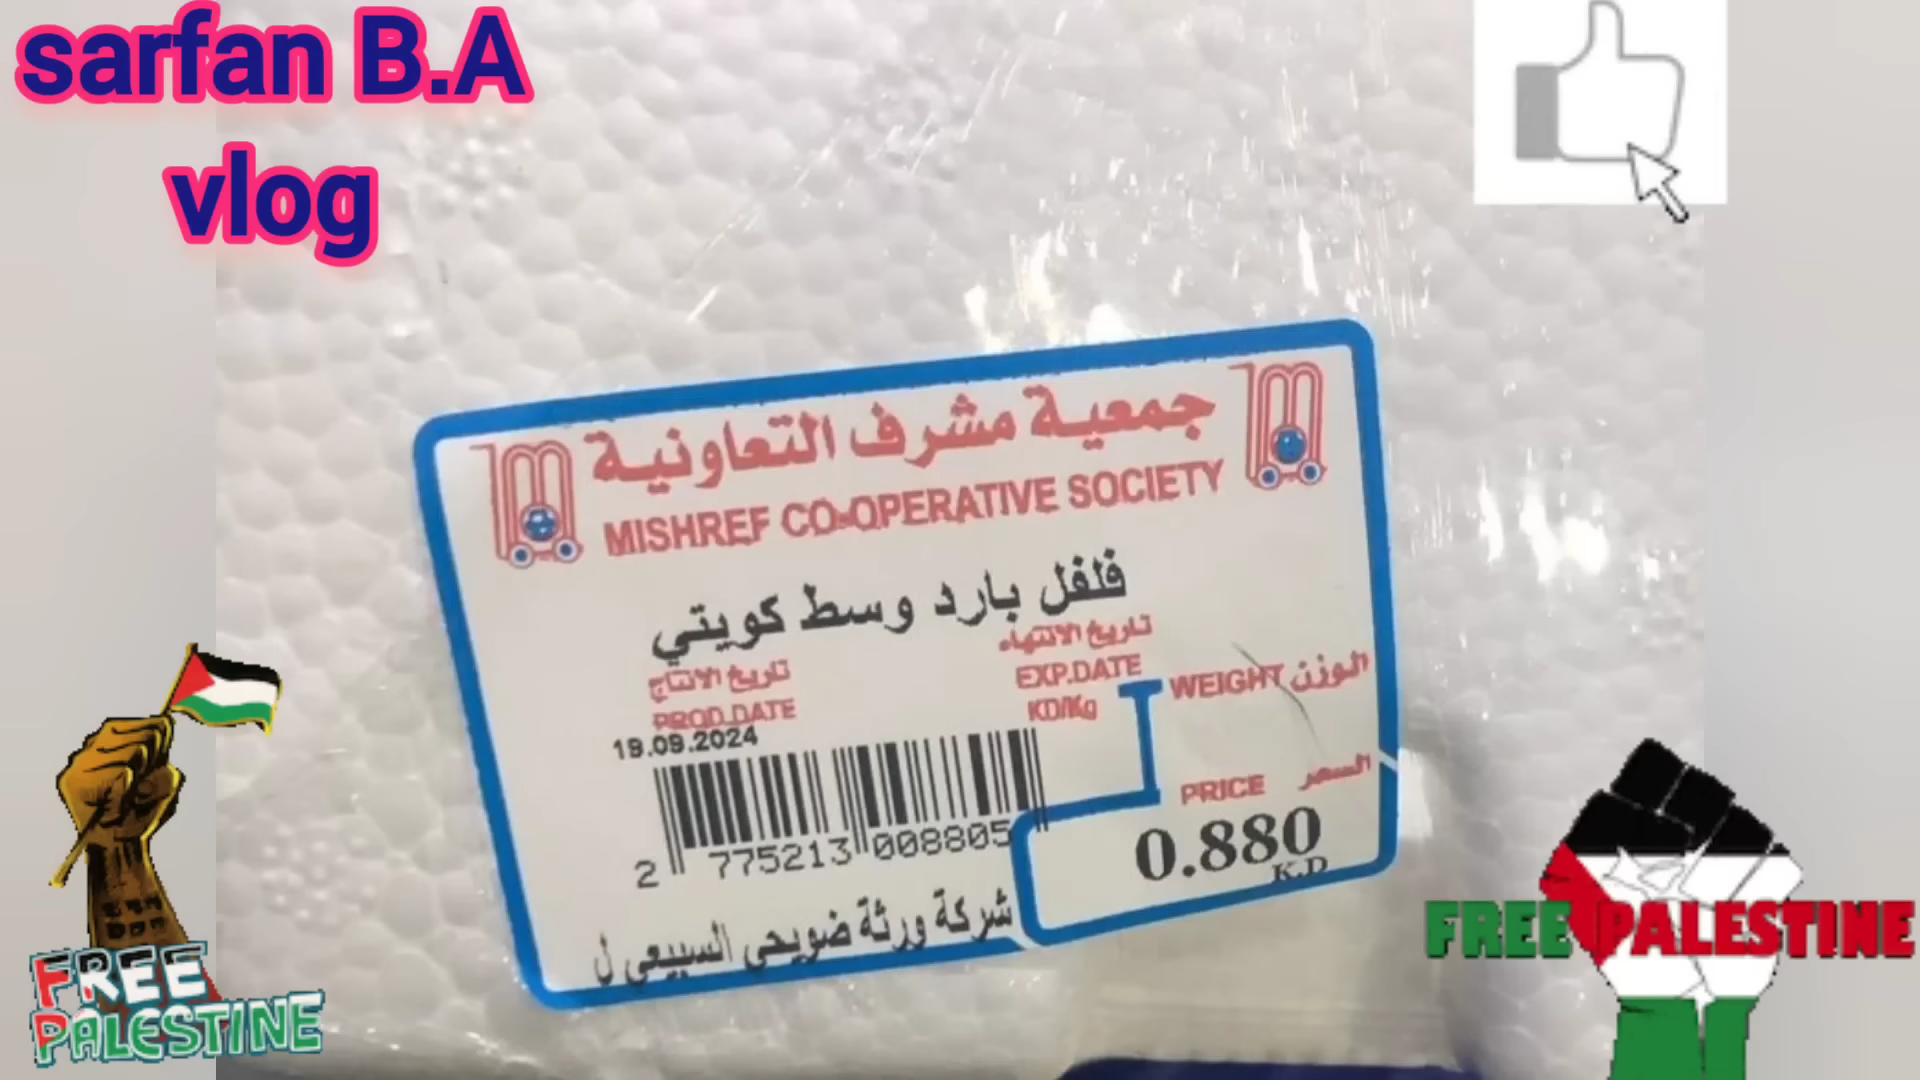 sarfan B.A
vlog
جمعية مشرف التعاونية
MISHREF CO-OPERATIVE SOCIETY
فلفل بارد وسط كويتي
تاريخ الانتاج
تاريخ الانتهاء
PROD.DATE
EXP.DATE
KD/Kg
WEIGHT الوزن
19.09.2024
PRICE السعر
0.880
K.D
2 775213 008805
شركة ورثة ضويحى السبيعى ل
FREE
PALESTINE
FREE PALESTINE